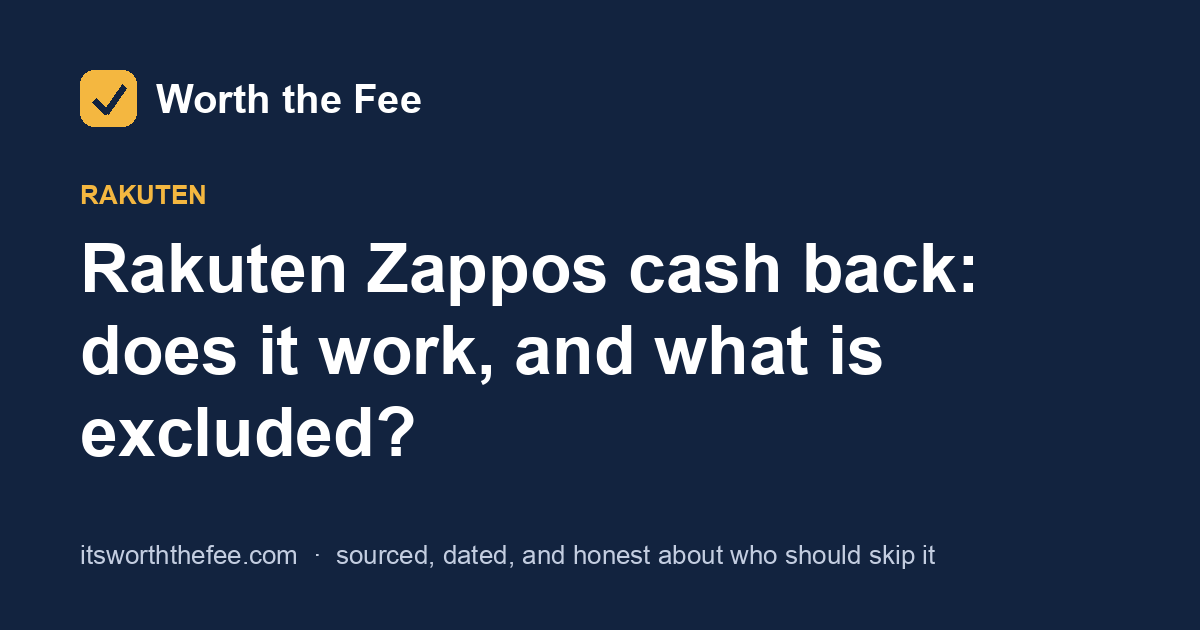 Worth the Fee
RAKUTEN
Rakuten Zappos cash back:
does it work, and what is
excluded?
itsworththefee.com · sourced, dated, and honest about who should skip it